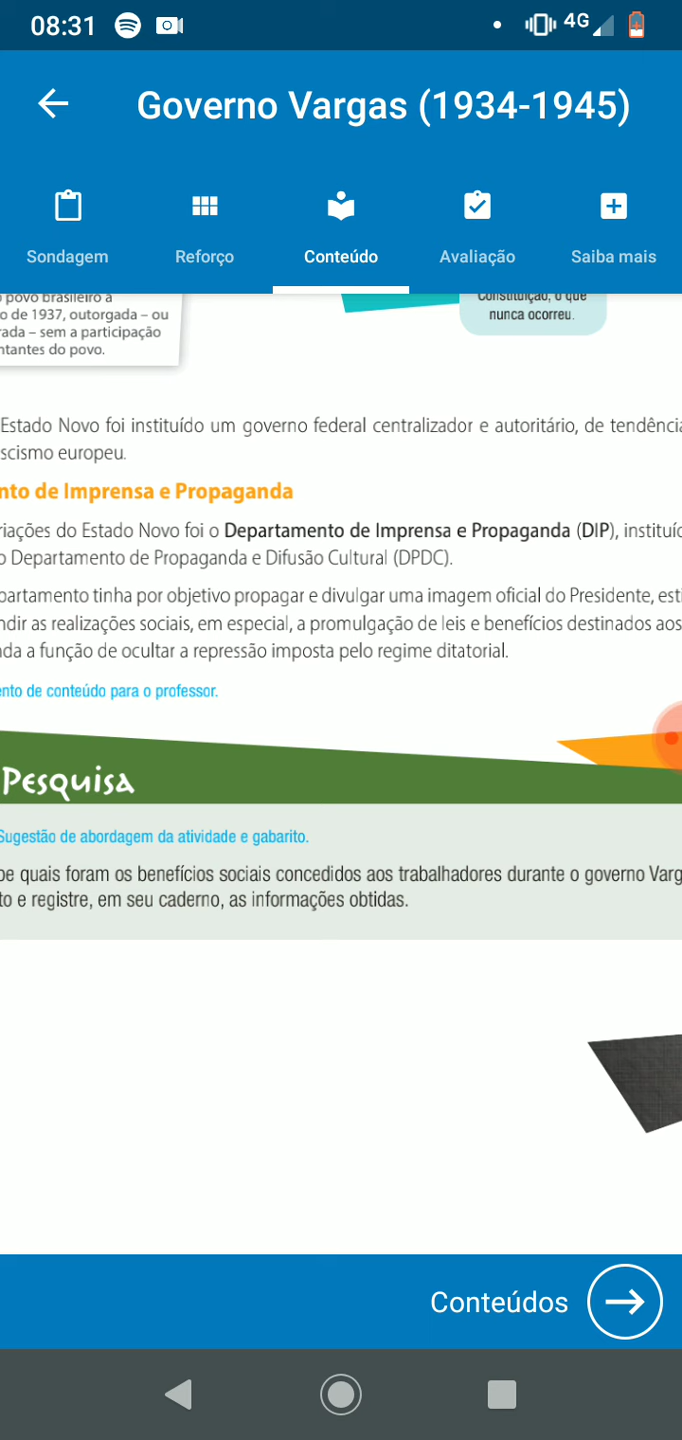 08:31
4G
Governo Vargas (1934-1945)
Sondagem
Reforço
Conteúdo
Avaliação
Saiba mais
povo brasileiro a
o de 1937, outorgada – ou
rada – sem a participação
ntantes do povo.
Constituição, o que
nunca ocorreu.
Estado Novo foi instituído um governo federal centralizador e autoritário, de tendência
scismo europeu.
nto de Imprensa e Propaganda
riações do Estado Novo foi o Departamento de Imprensa e Propaganda (DIP), instituíd
o Departamento de Propaganda e Difusão Cultural (DPDC).
partamento tinha por objetivo propagar e divulgar uma imagem oficial do Presidente, esti
ndir as realizações sociais, em especial, a promulgação de leis e benefícios destinados aos
nda a função de ocultar a repressão imposta pelo regime ditatorial.
ento de conteúdo para o professor.
Pesquisa
Sugestão de abordagem da atividade e gabarito.
be quais foram os benefícios sociais concedidos aos trabalhadores durante o governo Varg
to e registre, em seu caderno, as informações obtidas.
Conteúdos